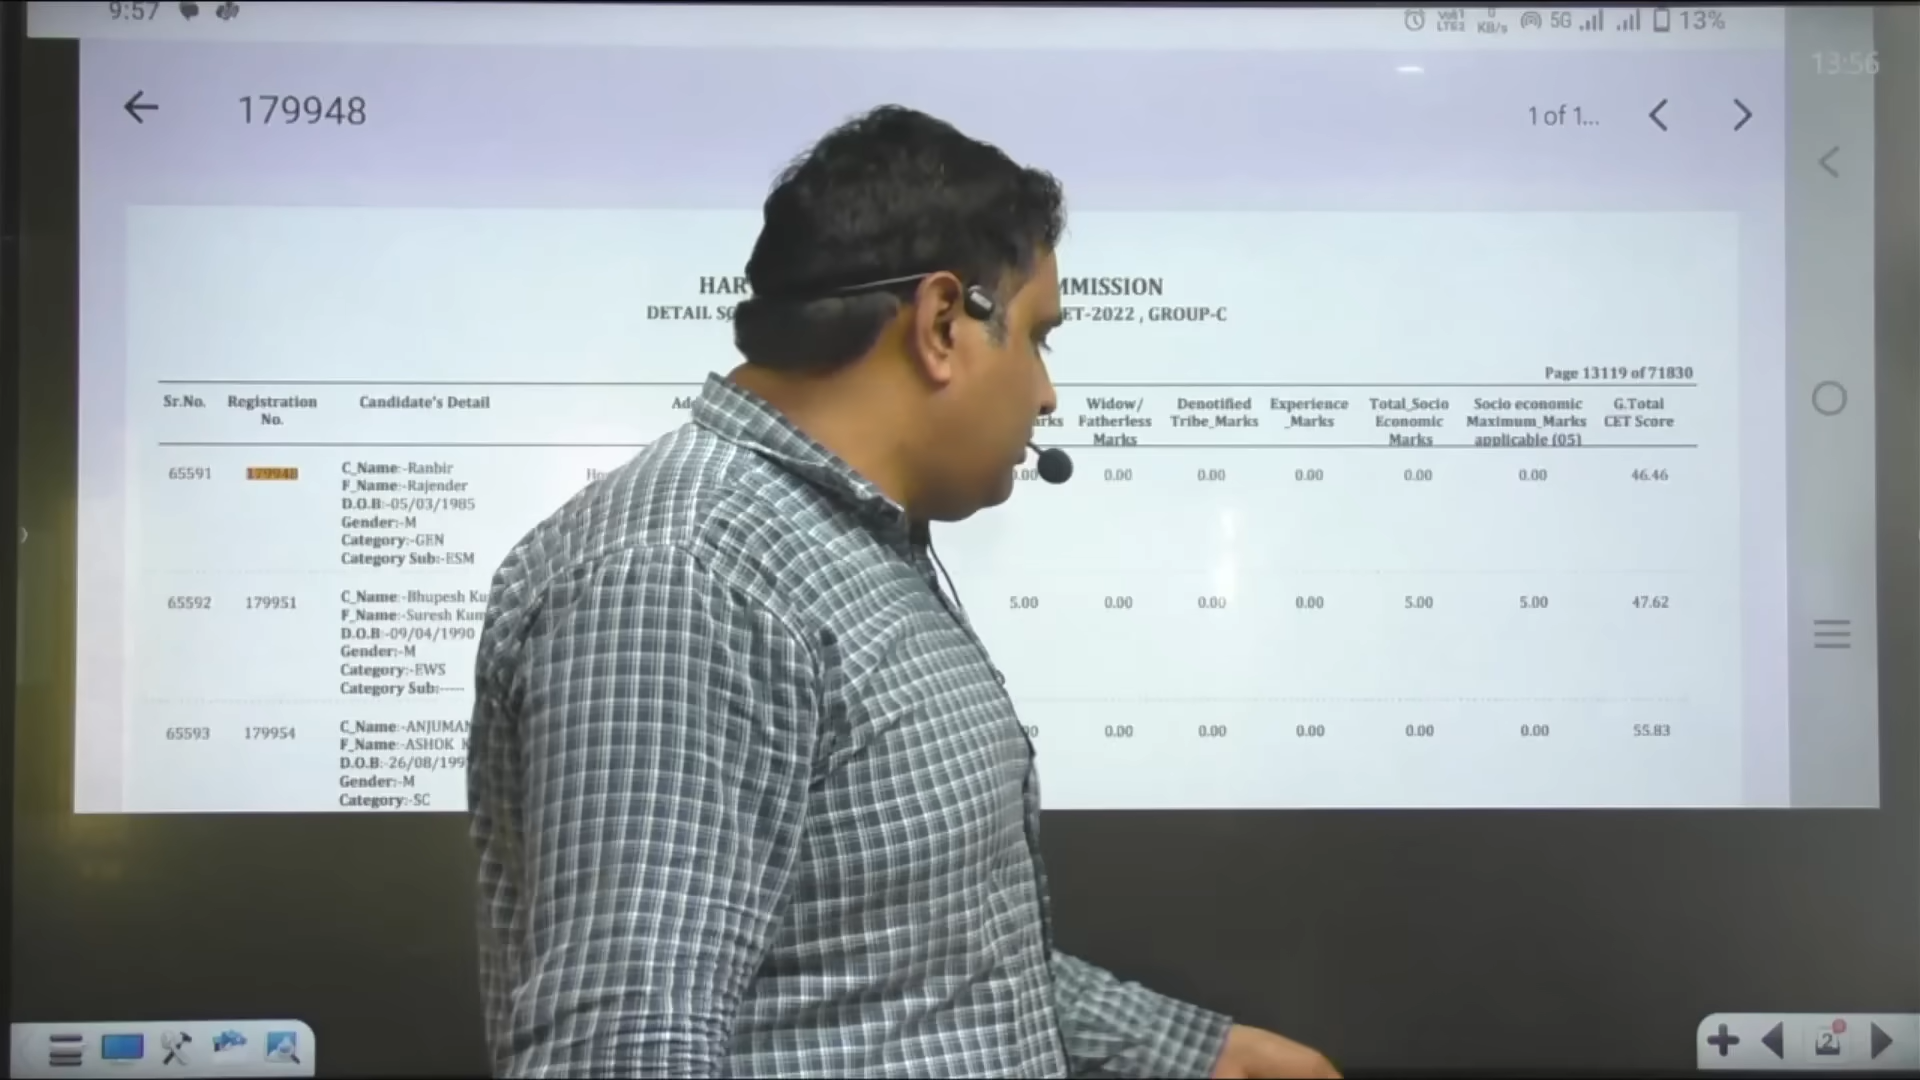 9:57
5G 13%
13:56
179948
1 of 1...
HAR MMISSION
DETAIL ET-2022 , GROUP-C
Page 13119 of 71830
Sr.No. Registration No. Candidate's Detail Widow/ Fatherless Marks Denotified Tribe_Marks Experience _Marks Total_Socio Economic Marks Socio economic Maximum_Marks applicable (05) G.Total CET Score
65591 179948 C_Name:-Ranbir 0.00 0.00 0.00 0.00 0.00 46.46
F_Name:-Rajender
D.O.B:-05/03/1985
Gender:-M
Category:-GEN
Category Sub:-ESM
65592 179951 C_Name:-Bhupesh Ku 5.00 0.00 0.00 0.00 5.00 5.00 47.62
F_Name:-Suresh Kum
D.O.B:-09/04/1990
Gender:-M
Category:-EWS
Category Sub:-----
65593 179954 C_Name:-ANJUMAN 0.00 0.00 0.00 0.00 0.00 55.83
F_Name:-ASHOK K
D.O.B:-26/08/199
Gender:-M
Category:-SC
2